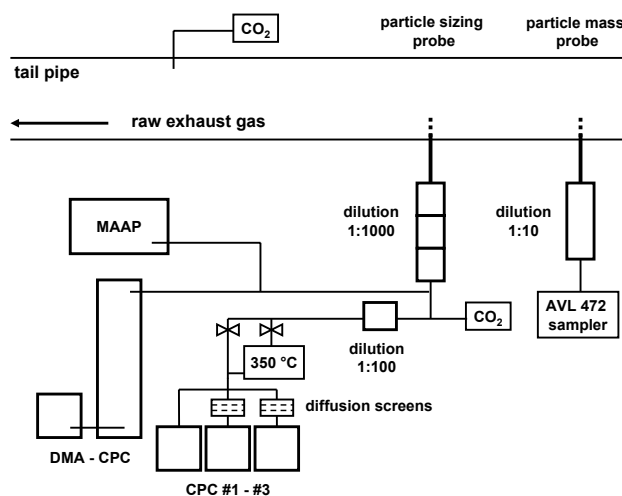 CO2
particle sizing
probe
particle mass
probe
tail pipe
raw exhaust gas
MAAP
dilution
1:1000
dilution
1:10
AVL 472
sampler
CO2
350 °C
dilution
1:100
diffusion screens
DMA - CPC
CPC #1 - #3